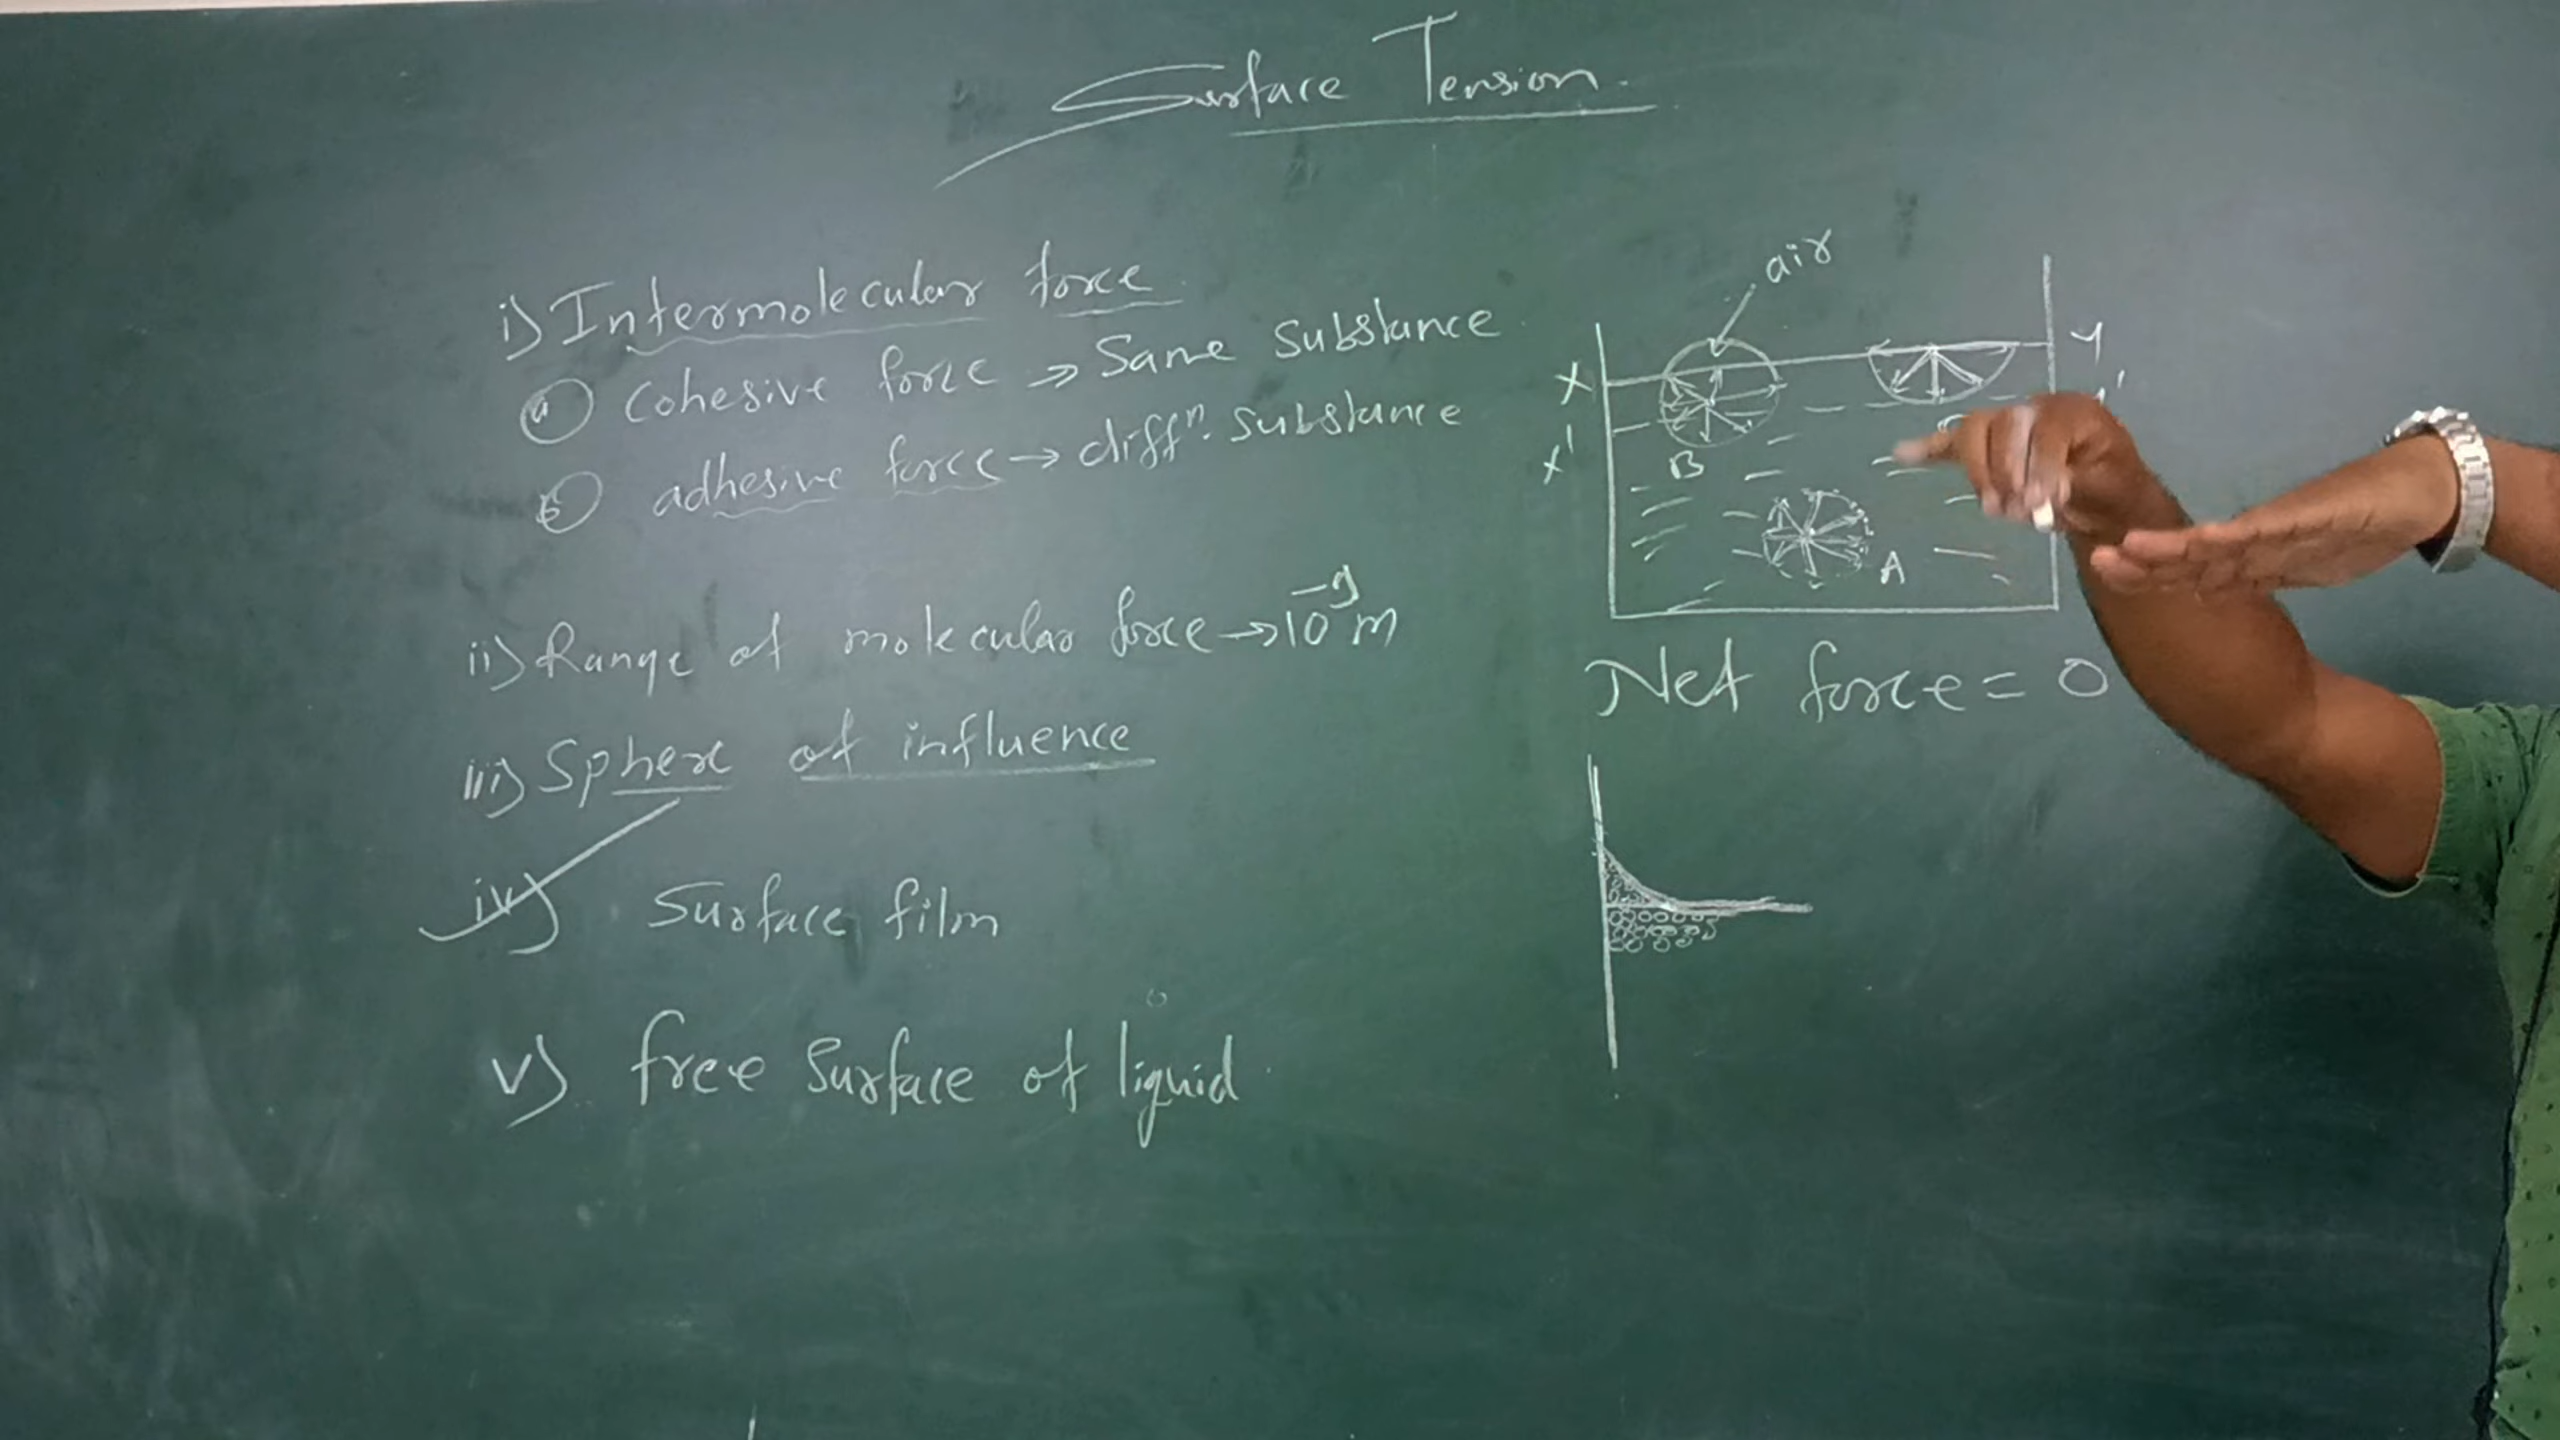 Surface Tension.
i) Intermolecular force
a) Cohesive force → Same substance
b) adhesive force → diffⁿ. substance
ii) Range of molecular force → 10⁻⁹ m
iii) Sphere of influence
iv) Surface film
v) free surface of liquid.
air
X Y
X'
B
A
Net force = 0